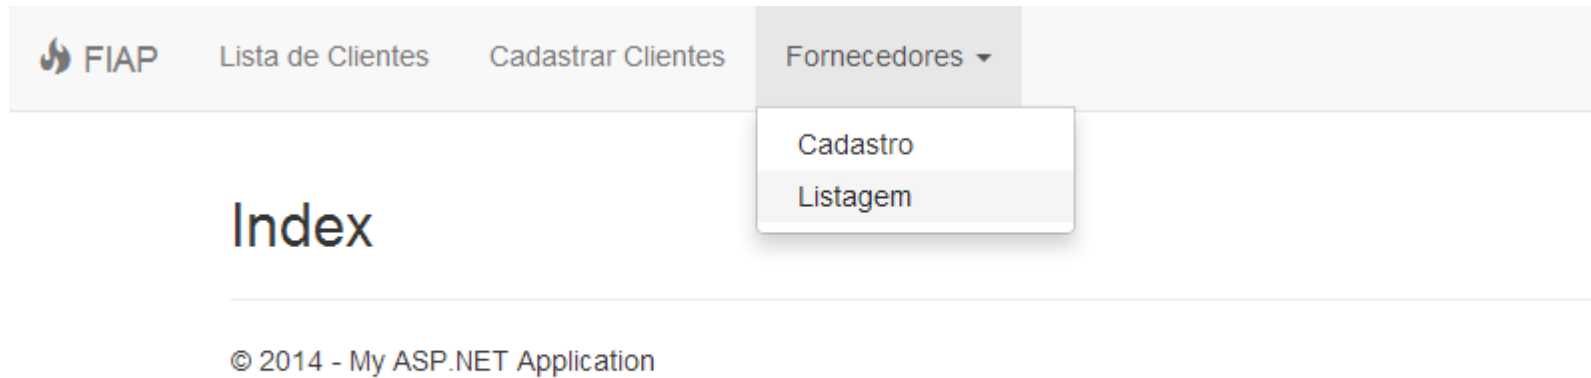 FIAP Lista de Clientes Cadastrar Clientes Fornecedores
Cadastro
Listagem
Index
© 2014 - My ASP.NET Application